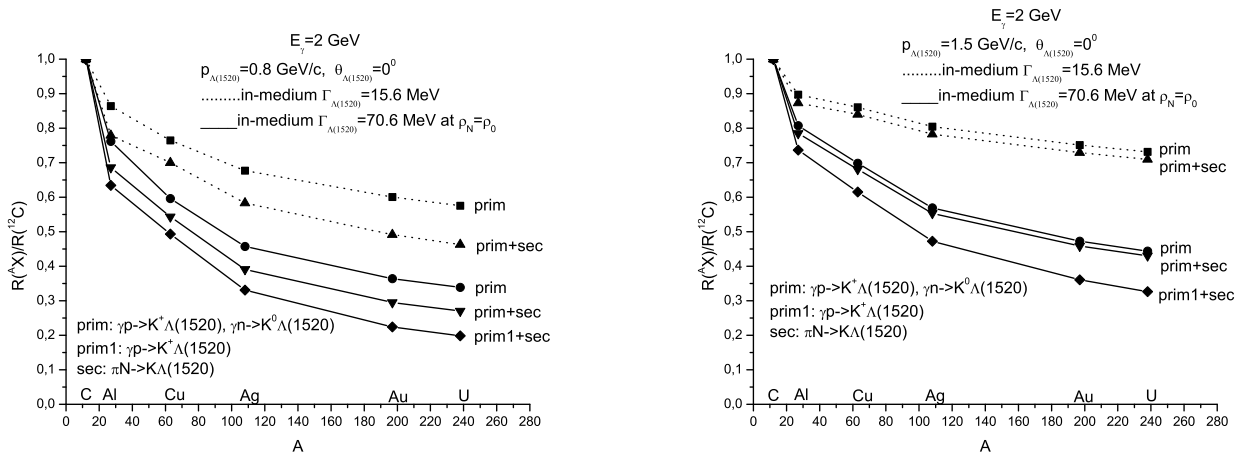 E_γ=2 GeV
p_Λ(1520)=0.8 GeV/c, θ_Λ(1520)=0⁰
........in-medium Γ_Λ(1520)=15.6 MeV
____in-medium Γ_Λ(1520)=70.6 MeV at ρ_N=ρ_0
1,0
0,9
0,8
0,7
0,6
0,5
0,4
0,3
0,2
0,1
0,0
R(ᴬX)/R(¹²C)
prim
prim+sec
prim
prim+sec
prim1+sec
prim: γp->K⁺Λ(1520), γn->K⁰Λ(1520)
prim1: γp->K⁺Λ(1520)
sec: πN->KΛ(1520)
C Al Cu Ag Au U
0 20 40 60 80 100 120 140 160 180 200 220 240 260 280
A
E_γ=2 GeV
p_Λ(1520)=1.5 GeV/c, θ_Λ(1520)=0⁰
........in-medium Γ_Λ(1520)=15.6 MeV
____in-medium Γ_Λ(1520)=70.6 MeV at ρ_N=ρ_0
1,0
0,9
0,8
0,7
0,6
0,5
0,4
0,3
0,2
0,1
0,0
R(ᴬX)/R(¹²C)
prim
prim+sec
prim
prim+sec
prim1+sec
prim: γp->K⁺Λ(1520), γn->K⁰Λ(1520)
prim1: γp->K⁺Λ(1520)
sec: πN->KΛ(1520)
C Al Cu Ag Au U
0 20 40 60 80 100 120 140 160 180 200 220 240 260 280
A